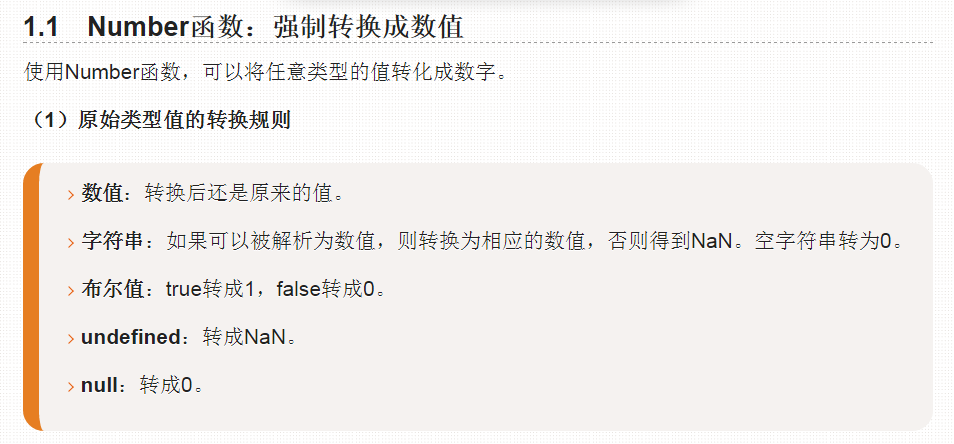 1.1 Number函数：强制转换成数值
使用Number函数，可以将任意类型的值转化成数字。
（1）原始类型值的转换规则
› 数值：转换后还是原来的值。
› 字符串：如果可以被解析为数值，则转换为相应的数值，否则得到NaN。空字符串转为0。
› 布尔值：true转成1，false转成0。
› undefined：转成NaN。
› null：转成0。